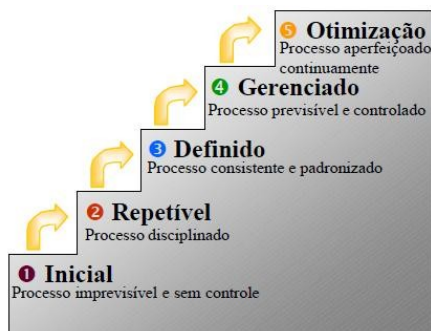 5 Otimização
Processo aperfeiçoado
continuamente
4 Gerenciado
Processo previsível e controlado
3 Definido
Processo consistente e padronizado
2 Repetível
Processo disciplinado
1 Inicial
Processo imprevisível e sem controle